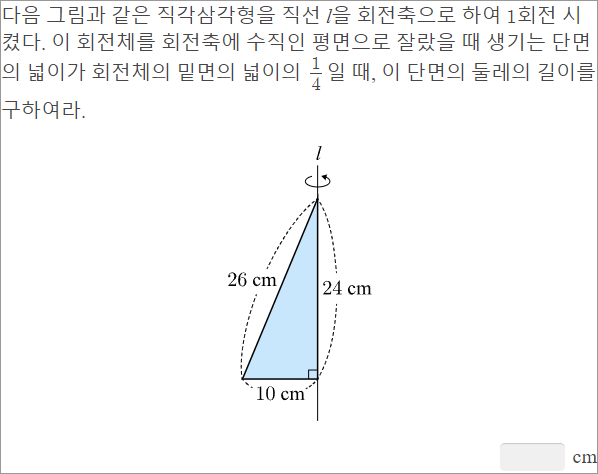 다음 그림과 같은 직각삼각형을 직선 l을 회전축으로 하여 1회전 시
켰다. 이 회전체를 회전축에 수직인 평면으로 잘랐을 때 생기는 단면
의 넓이가 회전체의 밑면의 넓이의 1/4일 때, 이 단면의 둘레의 길이를
구하여라.
l
26 cm
24 cm
10 cm
cm